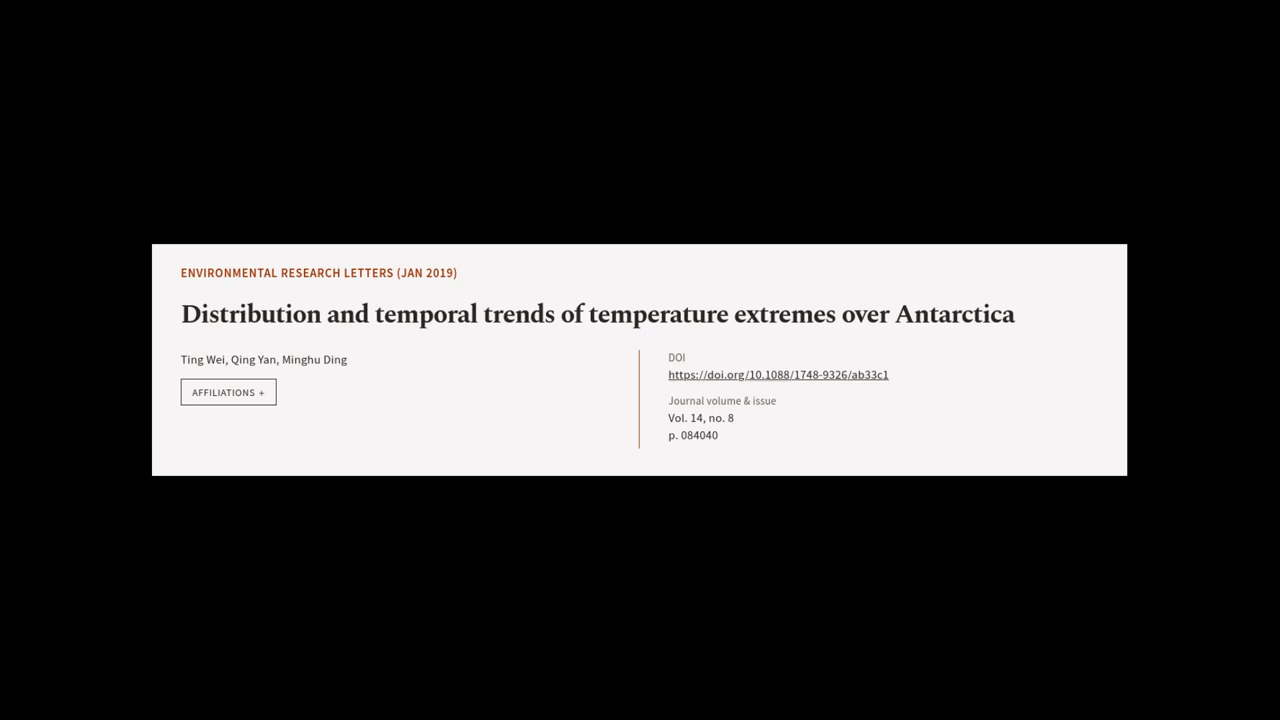 ENVIRONMENTAL RESEARCH LETTERS (JAN 2019)
Distribution and temporal trends of temperature extremes over Antarctica
Ting Wei, Qing Yan, Minghu Ding
AFFILIATIONS +
DOI
https://doi.org/10.1088/1748-9326/ab33c1
Journal volume & issue
Vol. 14, no. 8
p. 084040